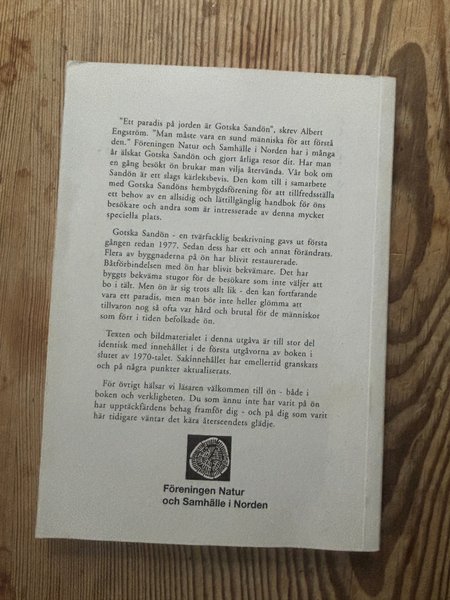 "Ett paradis på jorden är Gotska Sandön", skrev Albert
Engström. "Man måste vara en sund människa för att förstå
den." Föreningen Natur och Samhälle i Norden har i många
år älskat Gotska Sandön och gjort årliga resor dit. Har man
en gång besökt ön brukar man vilja återvända. Vår bok om
Sandön är ett slags kärleksbevis. Den kom till i samarbete
med Gotska Sandöns hembygdsförening för att tillfredsställa
ett behov av en allsidig och lättillgänglig handbok för öns
besökare och andra som är intresserade av denna mycket
speciella plats.
Gotska Sandön - en tvärfacklig beskrivning gavs ut första
gången redan 1977. Sedan dess har ett och annat förändrats.
Flera av byggnaderna på ön har blivit restaurerade.
Båtförbindelsen med ön har blivit bekvämare. Det har
byggts bekväma stugor för de besökare som inte väljer att
bo i tält. Men ön är sig trots allt lik - den kan fortfarande
vara ett paradis, men man bör inte heller glömma att
tillvaron nog så ofta var hård och brutal för de människor
som förr i tiden befolkade ön.
Texten och bildmaterialet i denna utgåva är till stor del
identisk med innehållet i de första utgåvorna av boken i
slutet av 1970-talet. Sakinnehållet har emellertid granskats
och på några punkter aktualiserats.
För övrigt hälsar vi läsaren välkommen till ön - både i
boken och verkligheten. Du som ännu inte har varit på ön
har upptäckfärdens behag framför dig - och på dig som varit
här tidigare väntar det kära återseendets glädje.
Föreningen Natur
och Samhälle i Norden